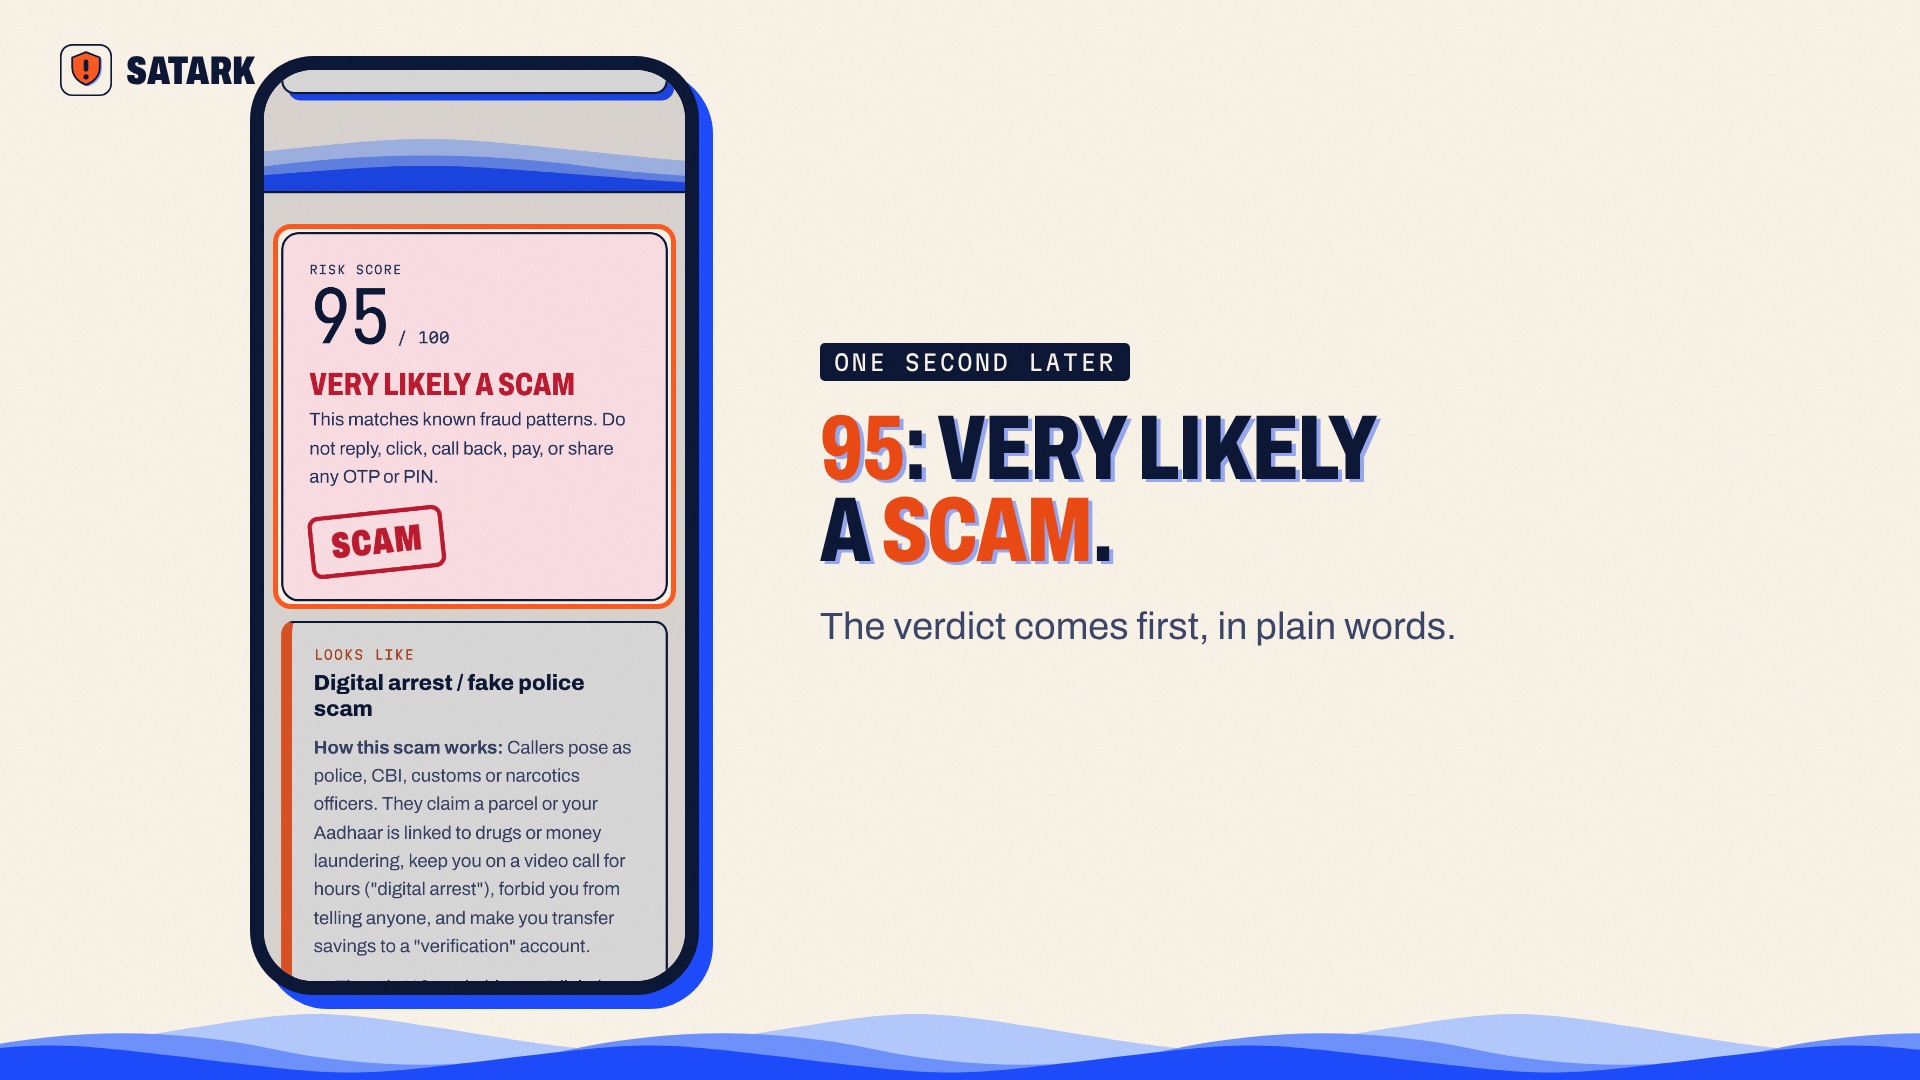 SATARK
RISK SCORE
95 / 100
VERY LIKELY A SCAM
This matches known fraud patterns. Do
not reply, click, call back, pay, or share
any OTP or PIN.
SCAM
LOOKS LIKE
Digital arrest / fake police
scam
How this scam works: Callers pose as
police, CBI, customs or narcotics
officers. They claim a parcel or your
Aadhaar is linked to drugs or money
laundering, keep you on a video call for
hours ("digital arrest"), forbid you from
telling anyone, and make you transfer
savings to a "verification" account.
ONE SECOND LATER
95: VERY LIKELY
A SCAM.
The verdict comes first, in plain words.